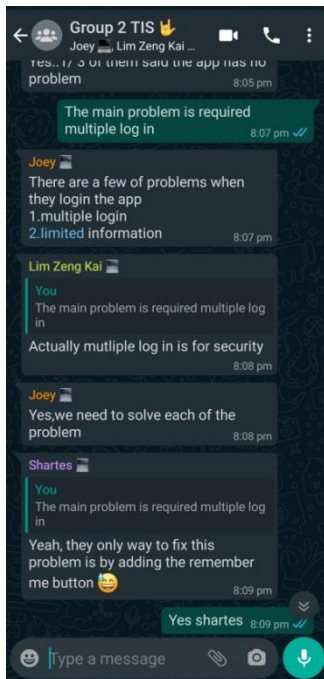 Group 2 TIS 🤟
Joey, Lim Zeng Kai ...
Yes..1/ 3 of them said the app has no
problem
8:05 pm
The main problem is required
multiple log in
8:07 pm
Joey
There are a few of problems when
they login the app
1.multiple login
2.limited information
8:07 pm
Lim Zeng Kai
You
The main problem is required multiple log
in
Actually mutliple log in is for security
8:08 pm
Joey
Yes,we need to solve each of the
problem
8:08 pm
Shartes
You
The main problem is required multiple log
in
Yeah, they only way to fix this
problem is by adding the remember
me button 😅
8:09 pm
Yes shartes 8:09 pm
Type a message